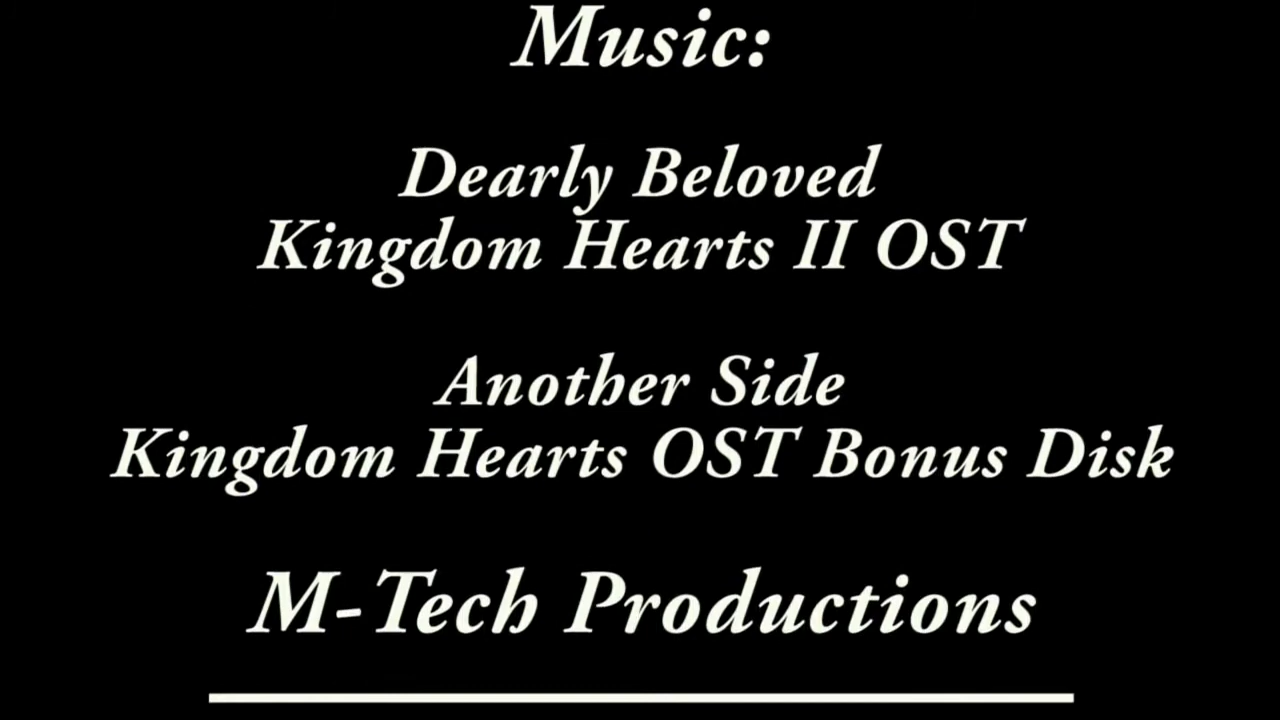 Music:
Dearly Beloved
Kingdom Hearts II OST
Another Side
Kingdom Hearts OST Bonus Disk
M-Tech Productions